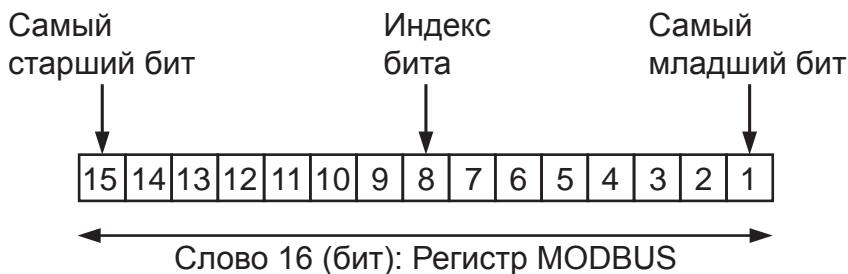 Самый
старший бит
Индекс
бита
Самый
младший бит
15 14 13 12 11 10 9 8 7 6 5 4 3 2 1
Слово 16 (бит): Регистр MODBUS